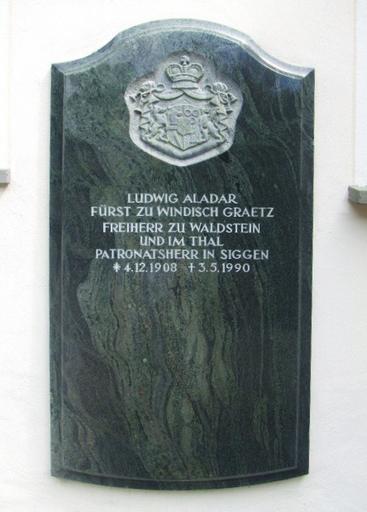 LUDWIG ALADAR
FÜRST ZU WINDISCH GRAETZ
FREIHERR ZU WALDSTEIN
UND IM THAL
PATRONATSHERR IN SIGGEN
* 4.12.1908 † 3.5.1990